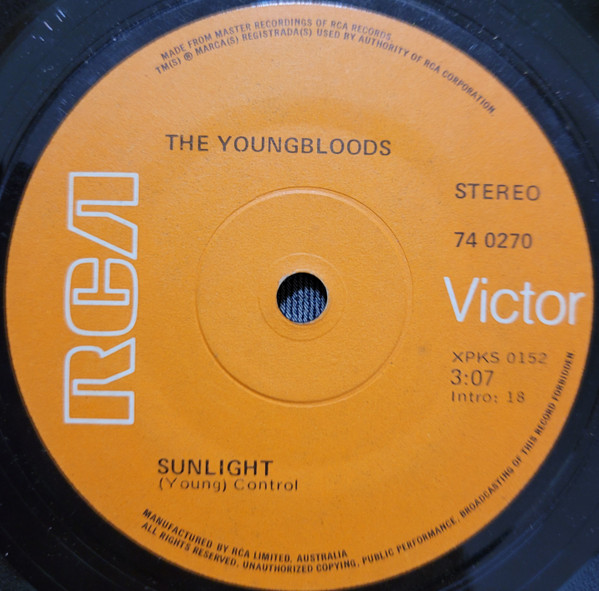 MADE FROM MASTER RECORDINGS OF RCA RECORDS
TM(S) ® MARCA(S) REGISTRADA(S) USED BY AUTHORITY OF RCA CORPORATION
THE YOUNGBLOODS
STEREO
74 0270
RCA
Victor
XPKS 0152
3:07
Intro: 18
SUNLIGHT
(Young) Control
MANUFACTURED BY RCA LIMITED, AUSTRALIA
ALL RIGHTS RESERVED, UNAUTHORIZED COPYING, PUBLIC PERFORMANCE, BROADCASTING OF THIS RECORD FORBIDDEN